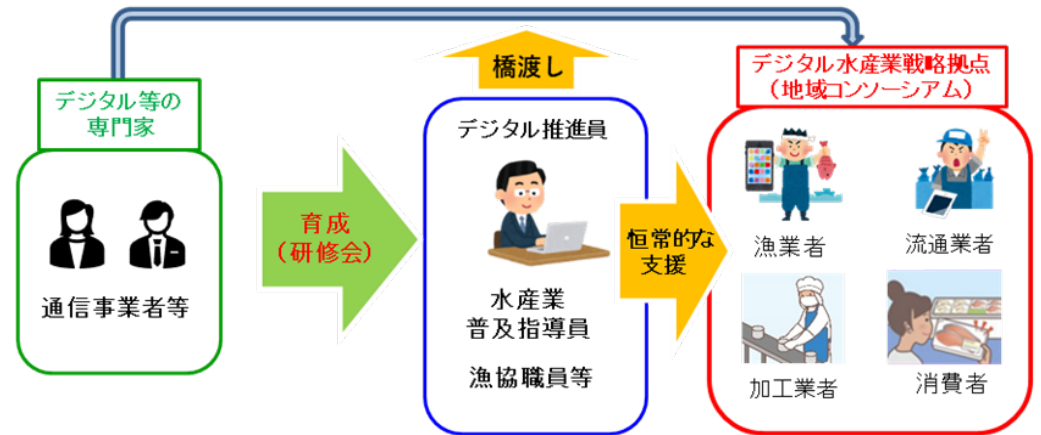 デジタル等の
専門家
通信事業者等
育成
(研修会)
橋渡し
デジタル推進員
水産業
普及指導員
漁協職員等
恒常的な
支援
デジタル水産業戦略拠点
(地域コンソーシアム)
漁業者
流通業者
加工業者
消費者